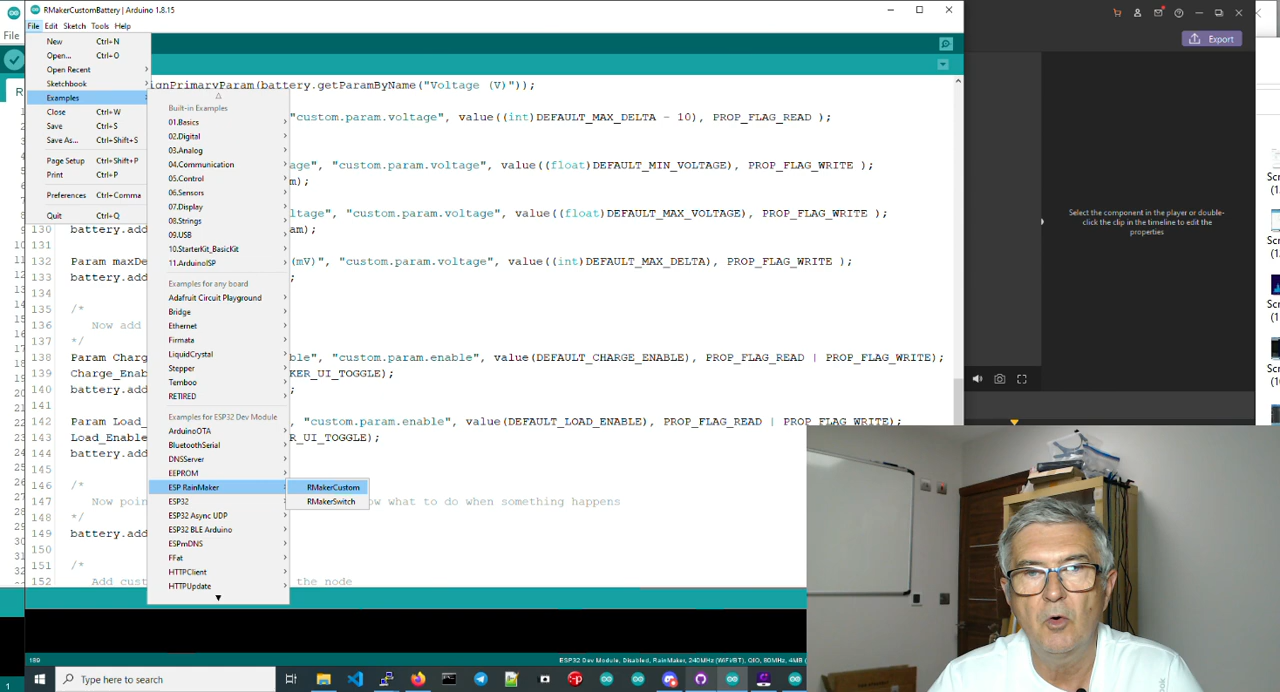 RMakerCustomBattery | Arduino 1.8.15
File
File Edit Sketch Tools Help
Export
New Ctrl+N
Open... Ctrl+O
Open Recent
Sketchbook
Examples
Close Ctrl+W
Save Ctrl+S
Save As... Ctrl+Shift+S
Page Setup Ctrl+Shift+P
Print Ctrl+P
Preferences Ctrl+Comma
Quit Ctrl+Q
Built-in Examples
01.Basics
02.Digital
03.Analog
04.Communication
05.Control
06.Sensors
07.Display
08.Strings
09.USB
10.StarterKit_BasicKit
11.ArduinoISP
Examples for any board
Adafruit Circuit Playground
Bridge
Ethernet
Firmata
LiquidCrystal
Stepper
Temboo
RETIRED
Examples for ESP32 Dev Module
ArduinoOTA
BluetoothSerial
DNSServer
EEPROM
ESP RainMaker
ESP32
ESP32 Async UDP
ESP32 BLE Arduino
ESPmDNS
FFat
HTTPClient
HTTPUpdate
RMakerCustom
RMakerSwitch
ignPrimaryParam(battery.getParamByName("Voltage (V)"));
"custom.param.voltage", value((int)DEFAULT_MAX_DELTA - 10), PROP_FLAG_READ );
age", "custom.param.voltage", value((float)DEFAULT_MIN_VOLTAGE), PROP_FLAG_WRITE );
m);
ltage", "custom.param.voltage", value((float)DEFAULT_MAX_VOLTAGE), PROP_FLAG_WRITE );
130 battery.add am);
131
132 Param maxDe (mV)", "custom.param.voltage", value((int)DEFAULT_MAX_DELTA), PROP_FLAG_WRITE );
133 battery.add ;
134
135 /*
136 Now add
137 */
138 Param Charg ble", "custom.param.enable", value(DEFAULT_CHARGE_ENABLE), PROP_FLAG_READ | PROP_FLAG_WRITE);
139 Charge_Enab KER_UI_TOGGLE);
140 battery.add ;
141
142 Param Load_ , "custom.param.enable", value(DEFAULT_LOAD_ENABLE), PROP_FLAG_READ | PROP_FLAG_WRITE);
143 Load_Enable R_UI_TOGGLE);
144 battery.add ;
145
146 /*
147 Now poin ow what to do when something happens
148 */
149 battery.add
150
151 /*
152 Add cust the node
Select the component in the player or double-
click the clip in the timeline to edit the
properties
189
ESP32 Dev Module, Disabled, RainMaker, 240MHz (WiFi/BT), QIO, 80MHz, 4MB
Type here to search